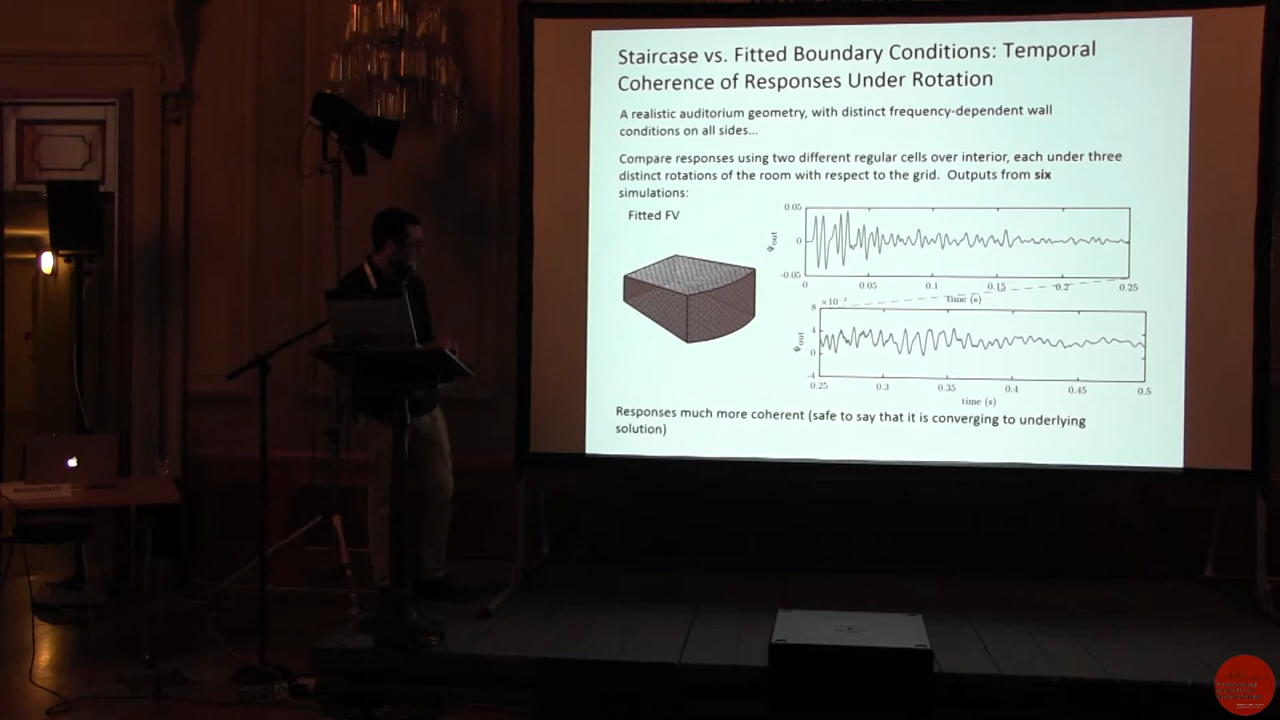 Staircase vs. Fitted Boundary Conditions: Temporal
Coherence of Responses Under Rotation
A realistic auditorium geometry, with distinct frequency-dependent wall
conditions on all sides...
Compare responses using two different regular cells over interior, each under three
distinct rotations of the room with respect to the grid. Outputs from six
simulations:
Fitted FV
0.05
0
-0.05
Ψout
0 0.05 0.1 0.15 0.2 0.25
time (s)
×10⁻³
8
4
0
-4
Ψout
0.25 0.3 0.35 0.4 0.45 0.5
time (s)
Responses much more coherent (safe to say that it is converging to underlying
solution)